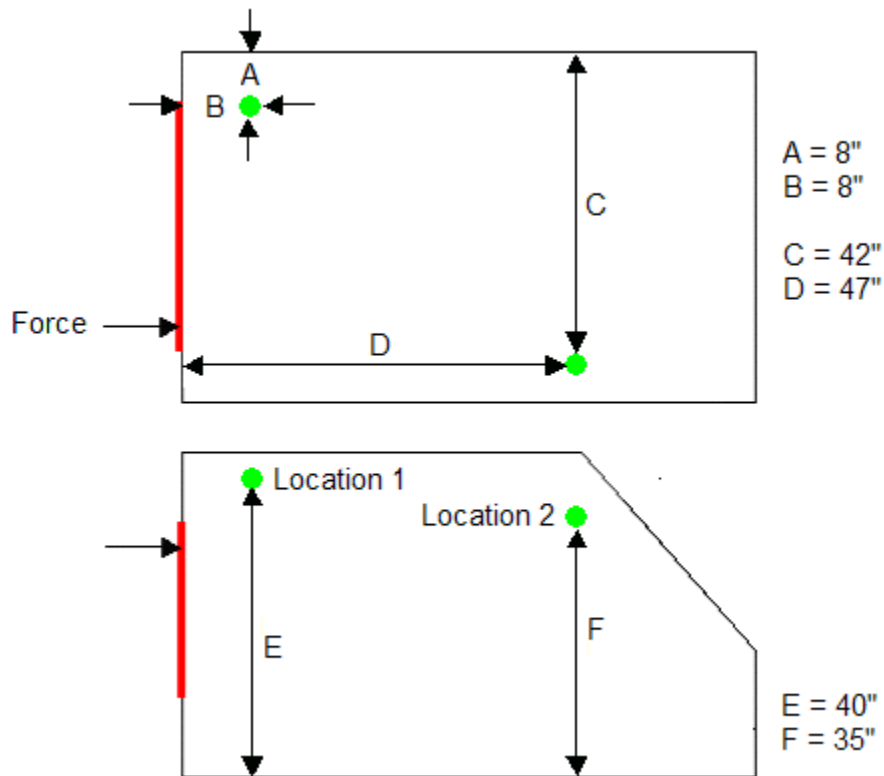 A
B
A = 8"
B = 8"
C
C = 42"
D = 47"
Force
D
Location 1
Location 2
E
F
E = 40"
F = 35"